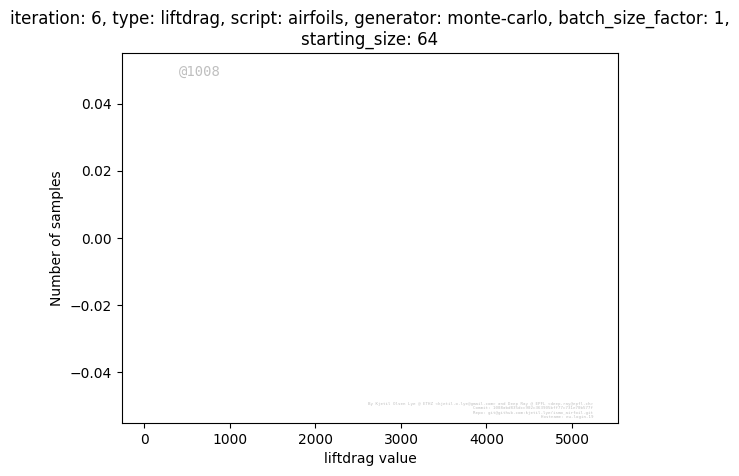 iteration: 6, type: liftdrag, script: airfoils, generator: monte-carlo, batch_size_factor: 1,
starting_size: 64
@1008
0.04
0.02
0.00
−0.02
−0.04
Number of samples
0 1000 2000 3000 4000 5000
liftdrag value